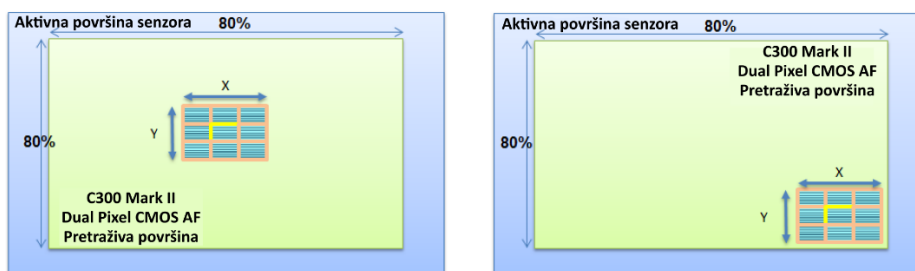 Aktivna površina senzora
80%
X
Y
80%
C300 Mark II
Dual Pixel CMOS AF
Pretraživa površina
Aktivna površina senzora
80%
C300 Mark II
Dual Pixel CMOS AF
Pretraživa površina
80%
X
Y